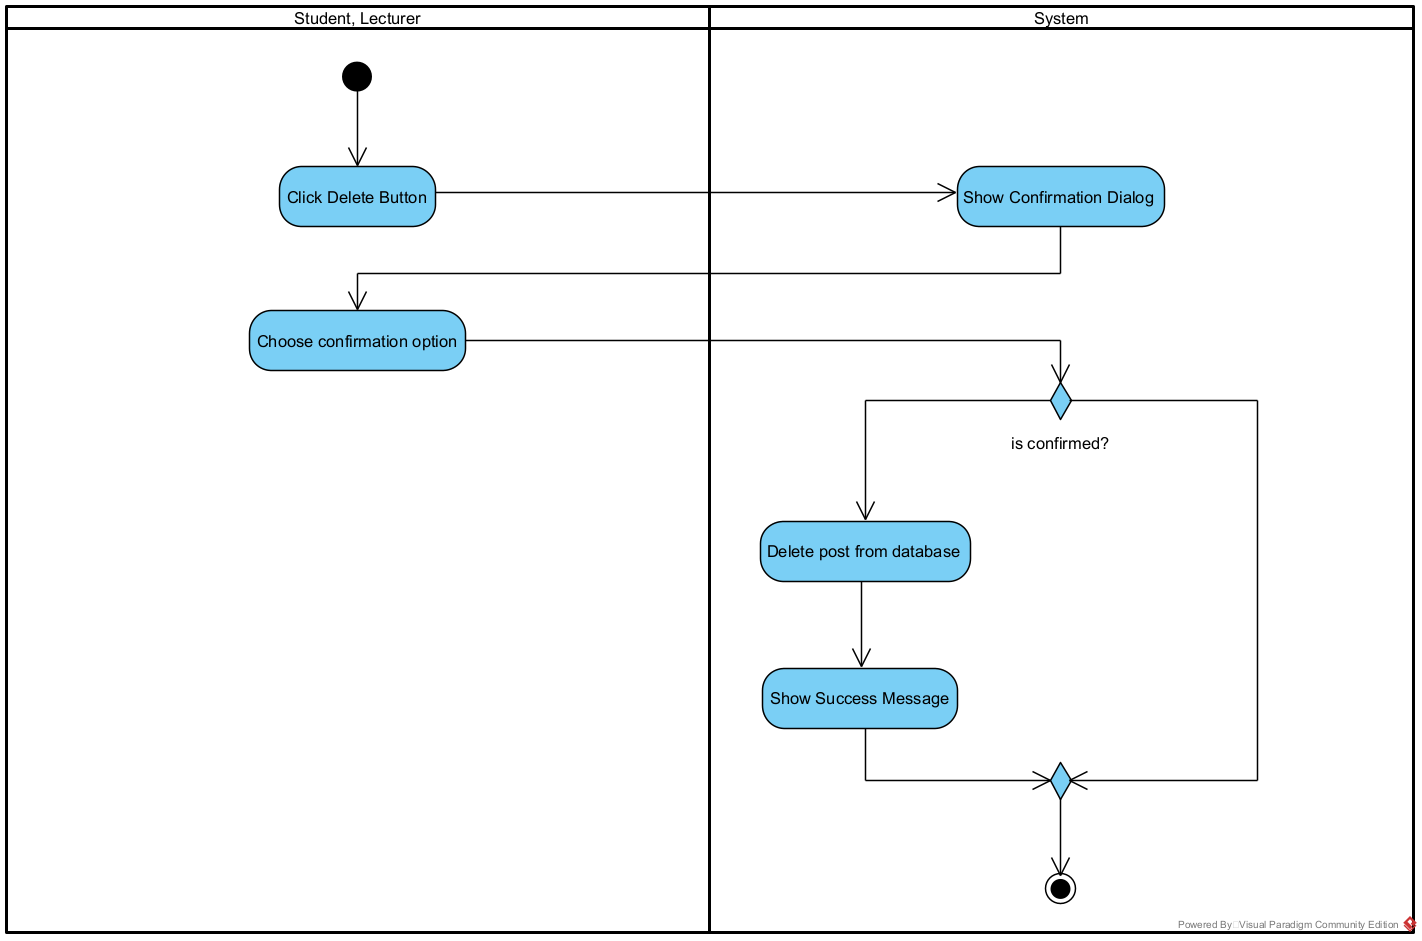 Student, Lecturer
System
Click Delete Button
Show Confirmation Dialog
Choose confirmation option
is confirmed?
Delete post from database
Show Success Message
Powered By Visual Paradigm Community Edition